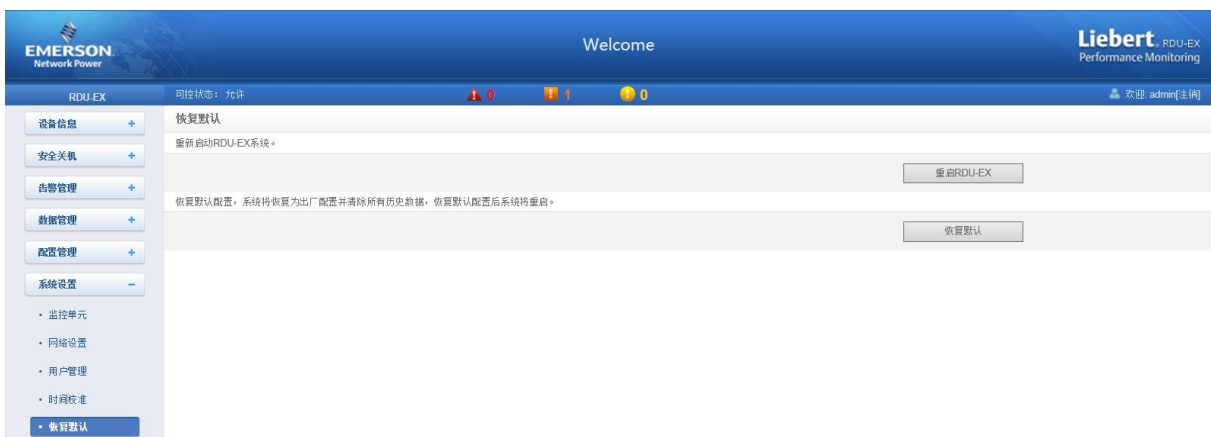 EMERSON
Network Power
Welcome
Liebert. RDU-EX
Performance Monitoring
RDU-EX
可控状态：允许
0
1
0
欢迎: admin[注销]
设备信息 +
安全关机 +
告警管理 +
数据管理 +
配置管理 +
系统设置 -
• 监控单元
• 网络设置
• 用户管理
• 时间校准
• 恢复默认
恢复默认
重新启动RDU-EX系统。
重启RDU-EX
恢复默认配置，系统将恢复为出厂配置并清除所有历史数据，恢复默认配置后系统将重启。
恢复默认